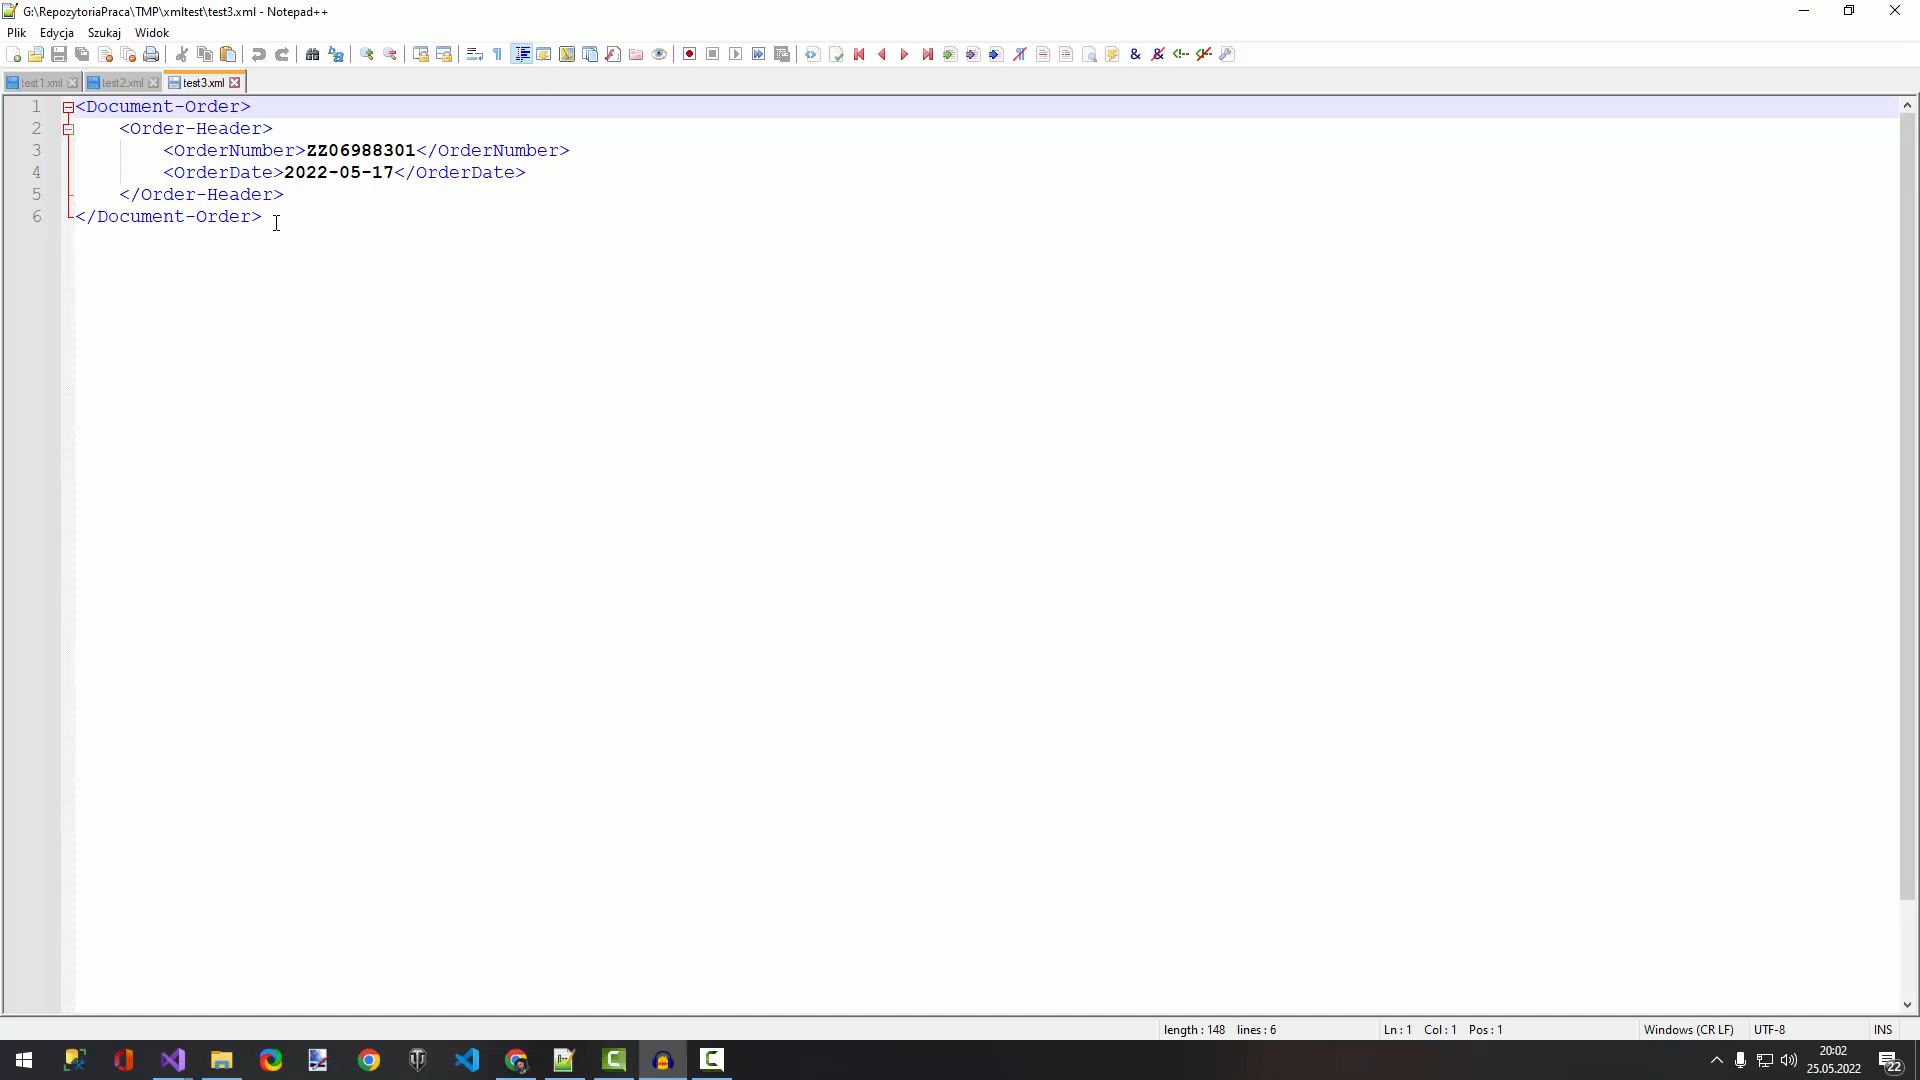 G:\RepozytoriaPraca\TMP\xmltest\test3.xml - Notepad++
Plik Edycja Szukaj Widok
test1.xml test2.xml test3.xml
1 <Document-Order>
2 <Order-Header>
3 <OrderNumber>ZZ06988301</OrderNumber>
4 <OrderDate>2022-05-17</OrderDate>
5 </Order-Header>
6 </Document-Order>
length : 148 lines : 6 Ln : 1 Col : 1 Pos : 1 Windows (CR LF) UTF-8 INS
20:02
25.05.2022
22